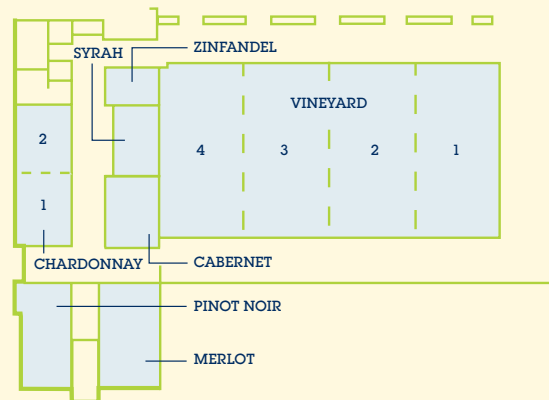 ZINFANDEL
SYRAH
VINEYARD
2
4
3
2
1
1
CHARDONNAY
CABERNET
PINOT NOIR
MERLOT